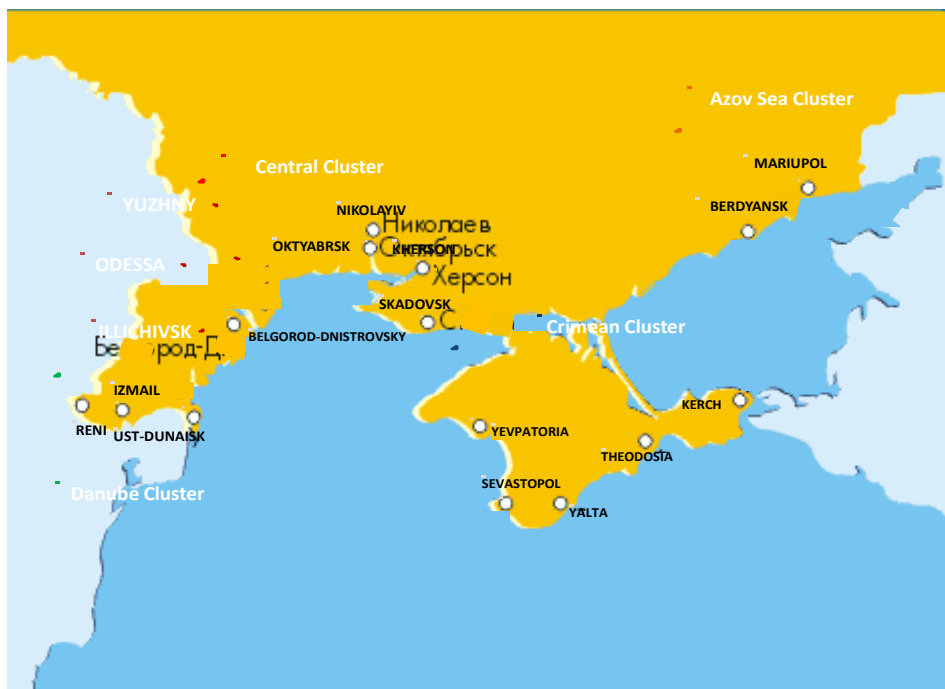 Azov Sea Cluster
MARIUPOL
Central Cluster
YUZHNY
BERDYANSK
NIKOLAYIV
Николаев
OKTYABRSK
KHERSON
ODESSA
Херсон
SKADOVSK
ILLICHIVSK
BELGOROD-DNISTROVSKY
Crimean Cluster
IZMAIL
RENI
UST-DUNAISK
KERCH
YEVPATORIA
THEODOSIA
SEVASTOPOL
YALTA
Danube Cluster